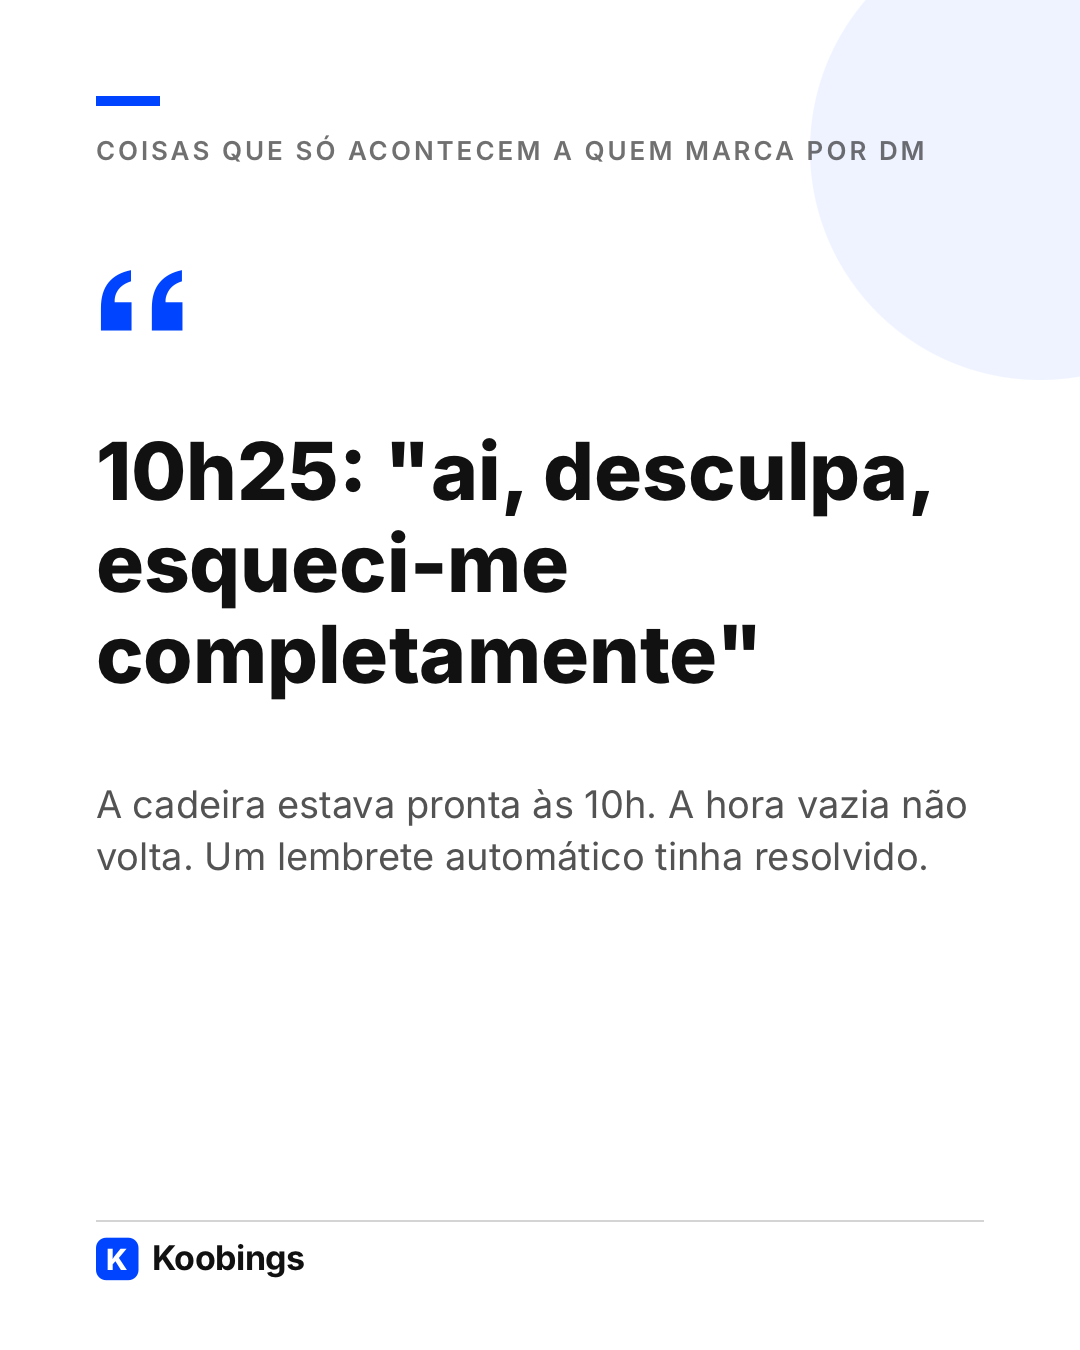 COISAS QUE SÓ ACONTECEM A QUEM MARCA POR DM
“
10h25: "ai, desculpa,
esqueci-me
completamente"
A cadeira estava pronta às 10h. A hora vazia não
volta. Um lembrete automático tinha resolvido.
K Koobings